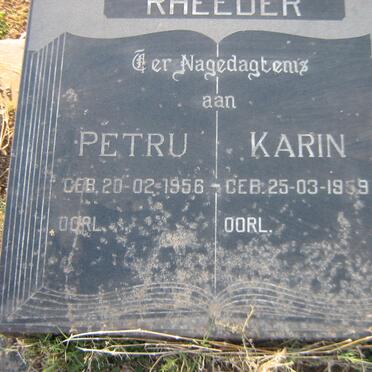 RHEEDER
Ter Nagedagtenis
aan
PETRU KARIN
GEB. 20-02-1956 - GEB. 25-03-1959
OORL. OORL.